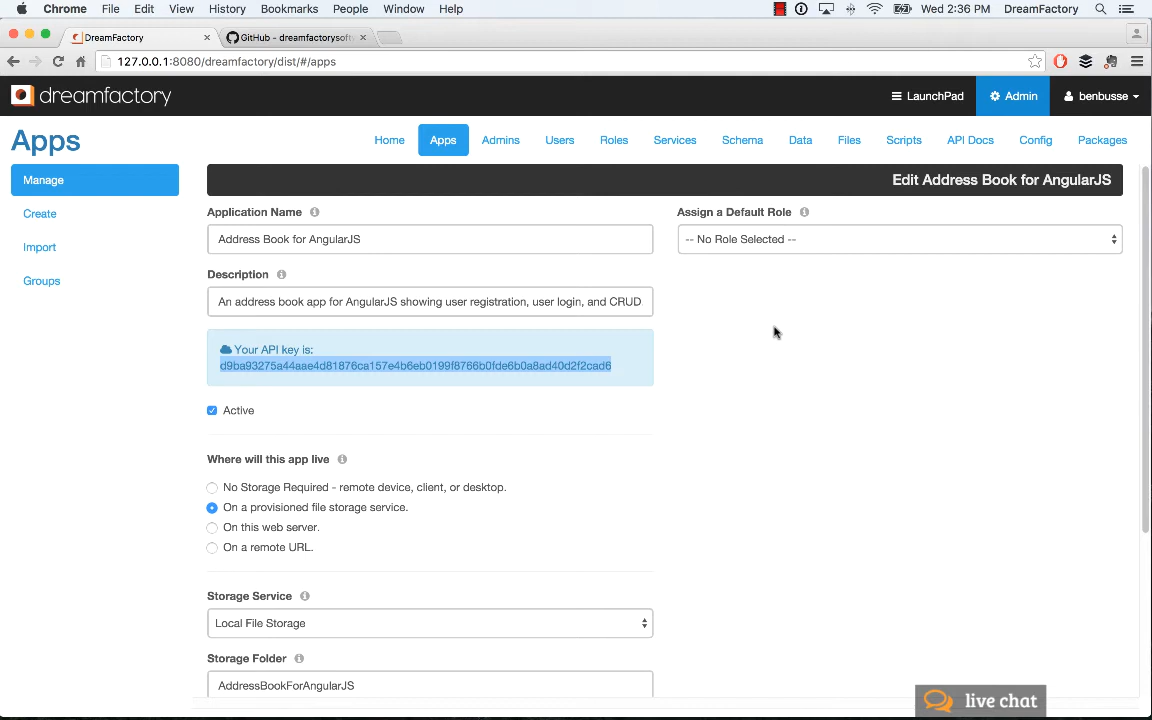 Chrome File Edit View History Bookmarks People Window Help Wed 2:36 PM DreamFactory
DreamFactory GitHub - dreamfactorysoft
127.0.0.1:8080/dreamfactory/dist/#/apps
dreamfactory LaunchPad Admin benbusse
Apps Home Apps Admins Users Roles Services Schema Data Files Scripts API Docs Config Packages
Manage
Create
Import
Groups
Edit Address Book for AngularJS
Application Name
Address Book for AngularJS
Description
An address book app for AngularJS showing user registration, user login, and CRUD
Your API key is:
d9ba93275a44aae4d81876ca157e4b6eb0199f8766b0fde6b0a8ad40d2f2cad6
Active
Where will this app live
No Storage Required - remote device, client, or desktop.
On a provisioned file storage service.
On this web server.
On a remote URL.
Storage Service
Local File Storage
Storage Folder
AddressBookForAngularJS
Assign a Default Role
-- No Role Selected --
live chat